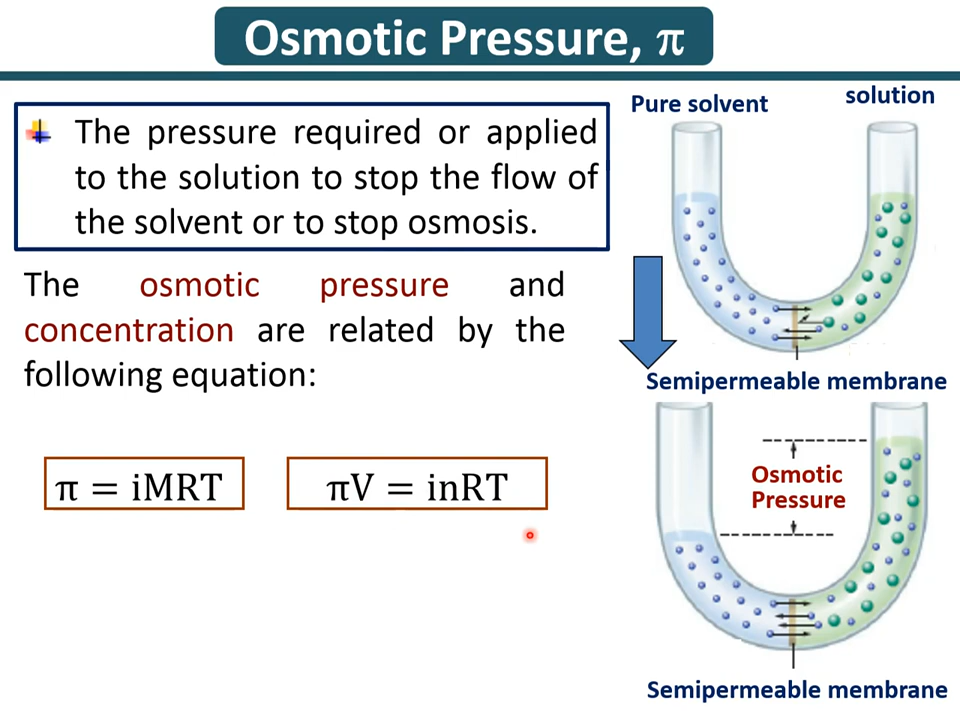 Osmotic Pressure, π
The pressure required or applied
to the solution to stop the flow of
the solvent or to stop osmosis.
The osmotic pressure and
concentration are related by the
following equation:
π = iMRT
πV = inRT
Pure solvent
solution
Semipermeable membrane
Osmotic
Pressure
Semipermeable membrane